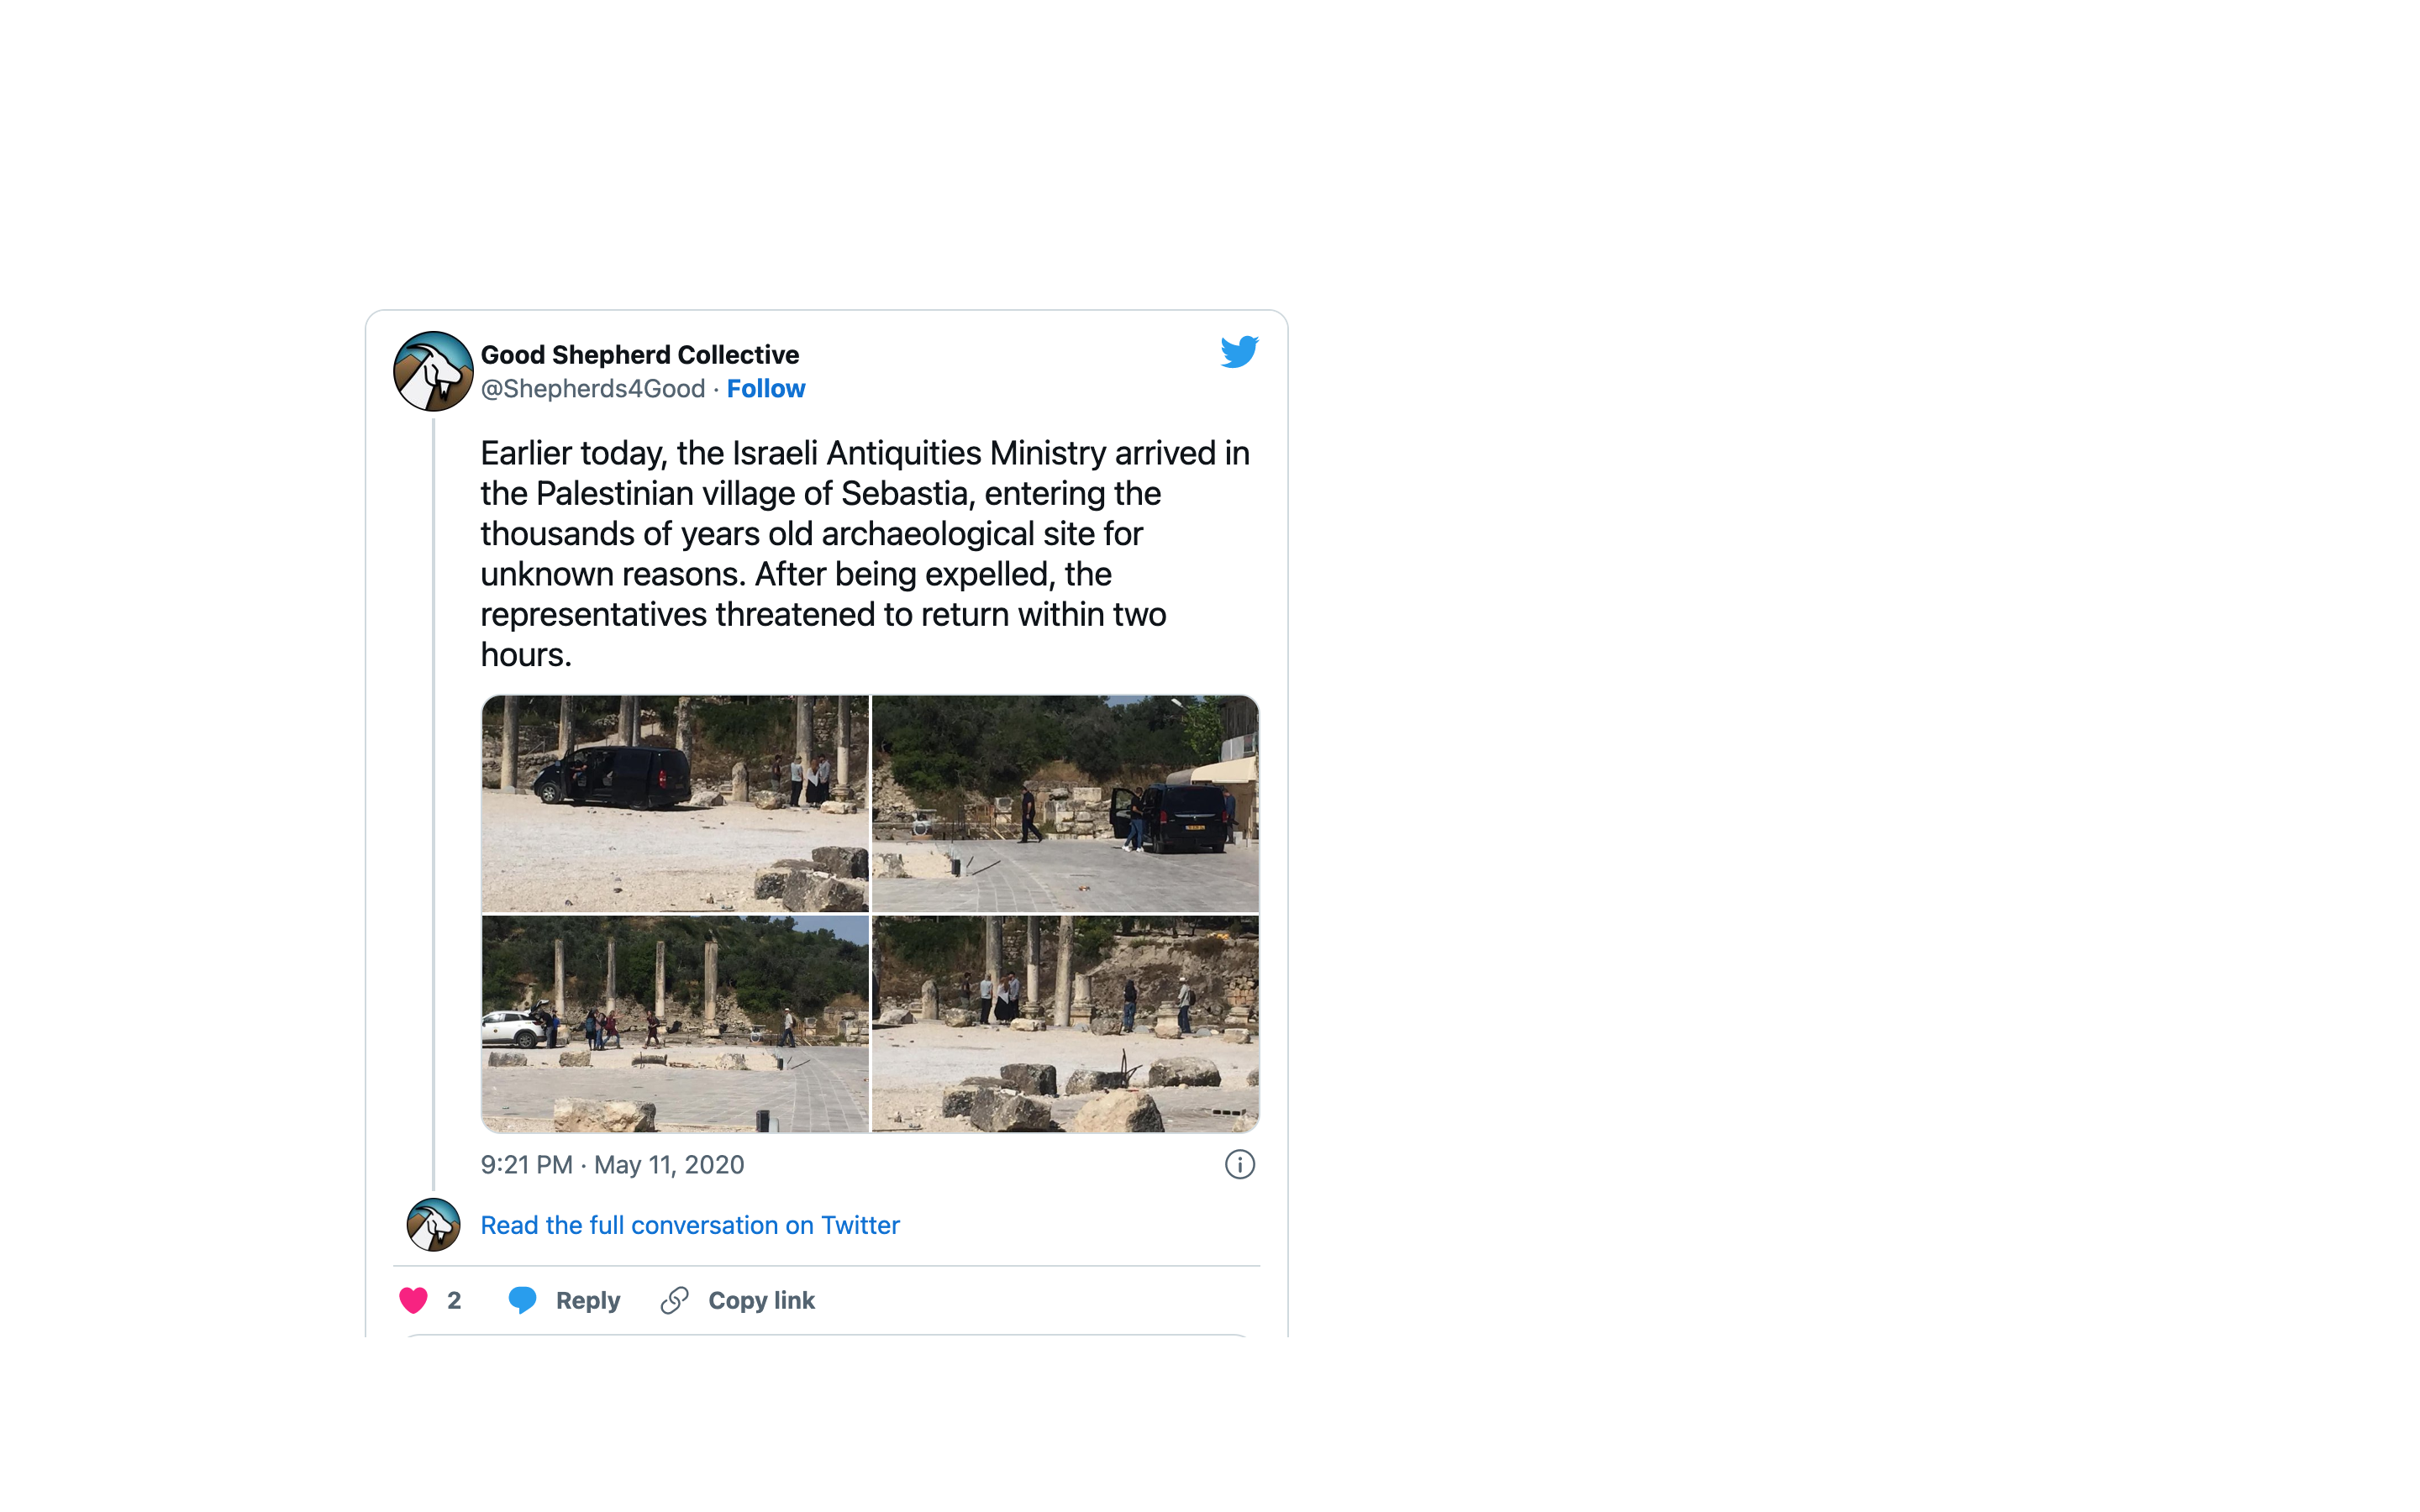 Good Shepherd Collective
@Shepherds4Good · Follow
Earlier today, the Israeli Antiquities Ministry arrived in
the Palestinian village of Sebastia, entering the
thousands of years old archaeological site for
unknown reasons. After being expelled, the
representatives threatened to return within two
hours.
9:21 PM · May 11, 2020
Read the full conversation on Twitter
2 Reply Copy link